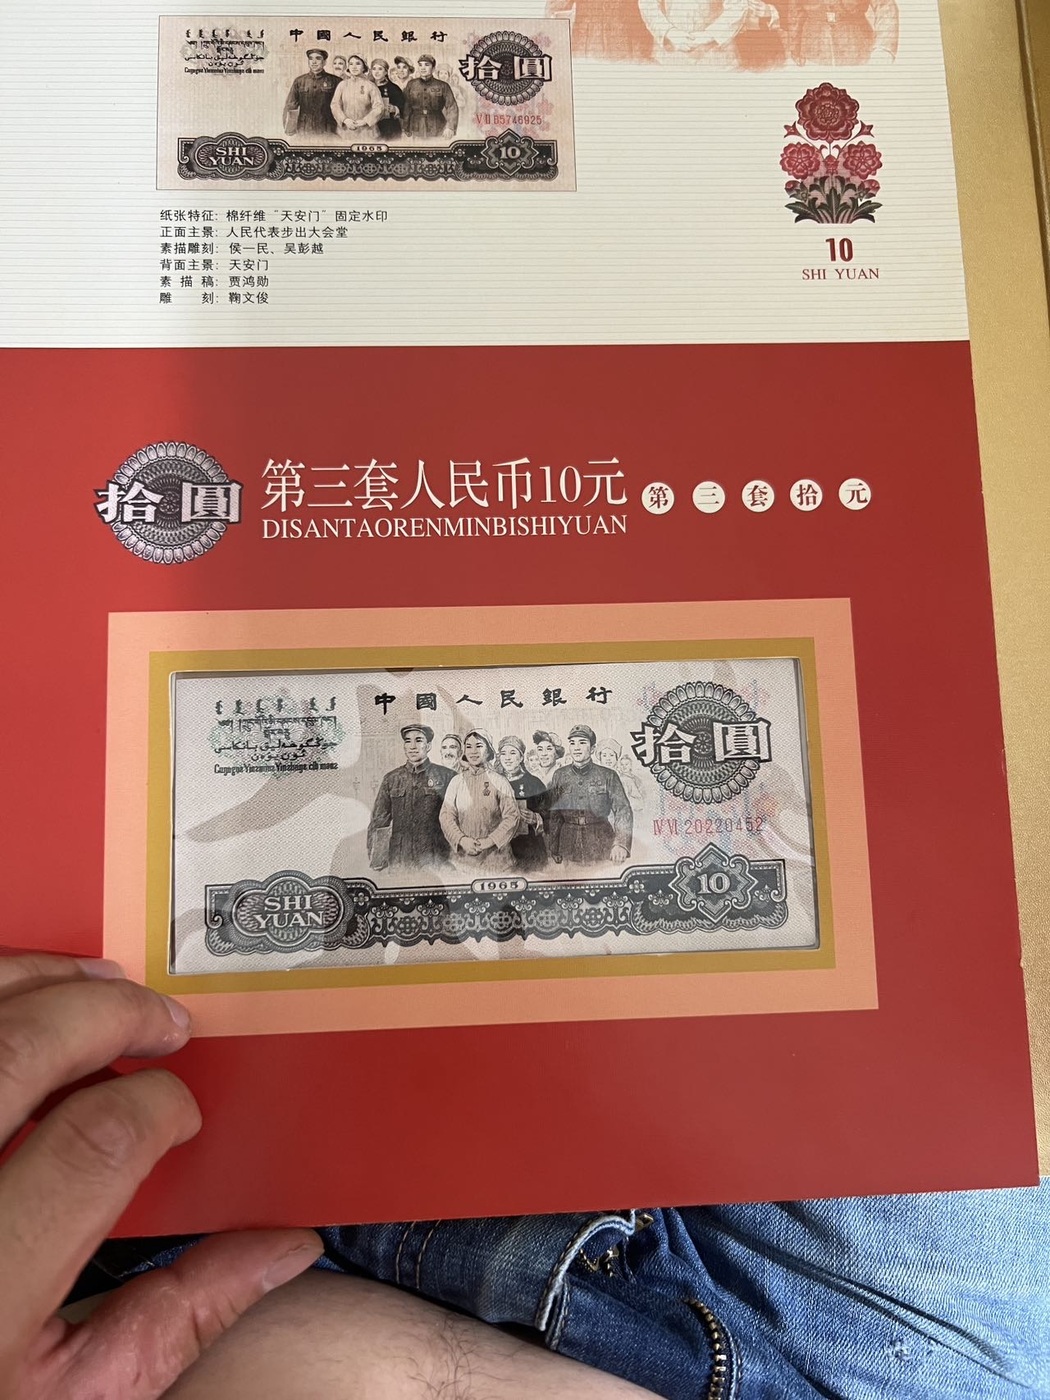 中國人民銀行
拾圓
VII B5746925
SHI
YUAN
1965
10
纸张特征：棉纤维“天安门”固定水印
正面主景：人民代表步出大会堂
素描雕刻：侯一民、吴彭越
背面主景：天安门
素 描 稿：贾鸿勋
雕 刻：鞠文俊
10
SHI YUAN
拾圓
第三套人民币10元
DISANTAORENMINBISHIYUAN
第三套拾元
中國人民銀行
拾圓
IV VI 20220452
SHI
YUAN
1965
10